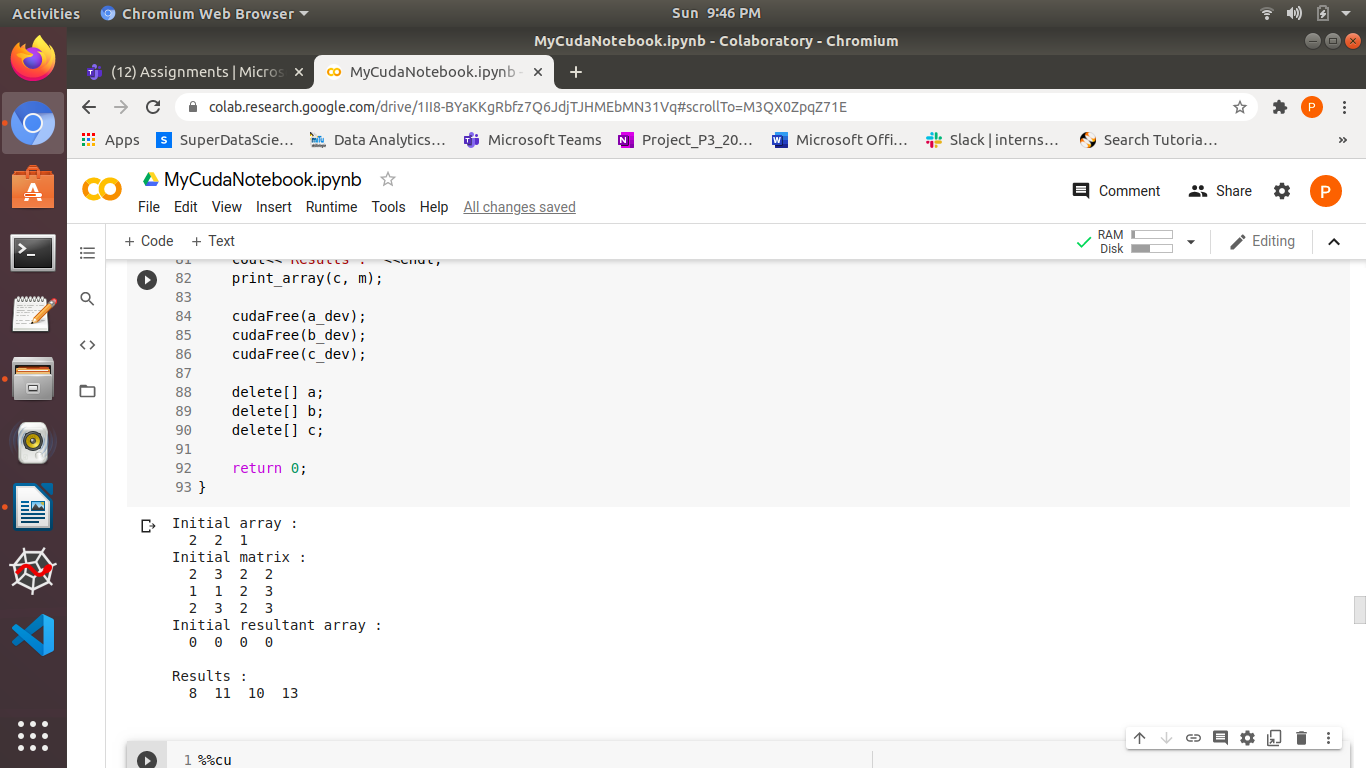 Activities
Chromium Web Browser
Sun 9:46 PM
MyCudaNotebook.ipynb - Colaboratory - Chromium
(12) Assignments | Micros
MyCudaNotebook.ipynb -
colab.research.google.com/drive/1II8-BYaKKgRbfz7Q6JdjTJHMEbMN31Vq#scrollTo=M3QX0ZpqZ71E
P
Apps
S SuperDataScie…
Data Analytics…
Microsoft Teams
Project_P3_20…
Microsoft Offi…
Slack | interns…
Search Tutoria…
»
MyCudaNotebook.ipynb
Comment
Share
P
File Edit View Insert Runtime Tools Help All changes saved
+ Code + Text
RAM
Disk
Editing
81 cout<<"Results : "<<endl;
82 print_array(c, m);
83
84 cudaFree(a_dev);
85 cudaFree(b_dev);
86 cudaFree(c_dev);
87
88 delete[] a;
89 delete[] b;
90 delete[] c;
91
92 return 0;
93 }
Initial array :
2 2 1
Initial matrix :
2 3 2 2
1 1 2 3
2 3 2 3
Initial resultant array :
0 0 0 0
Results :
8 11 10 13
1 %%cu